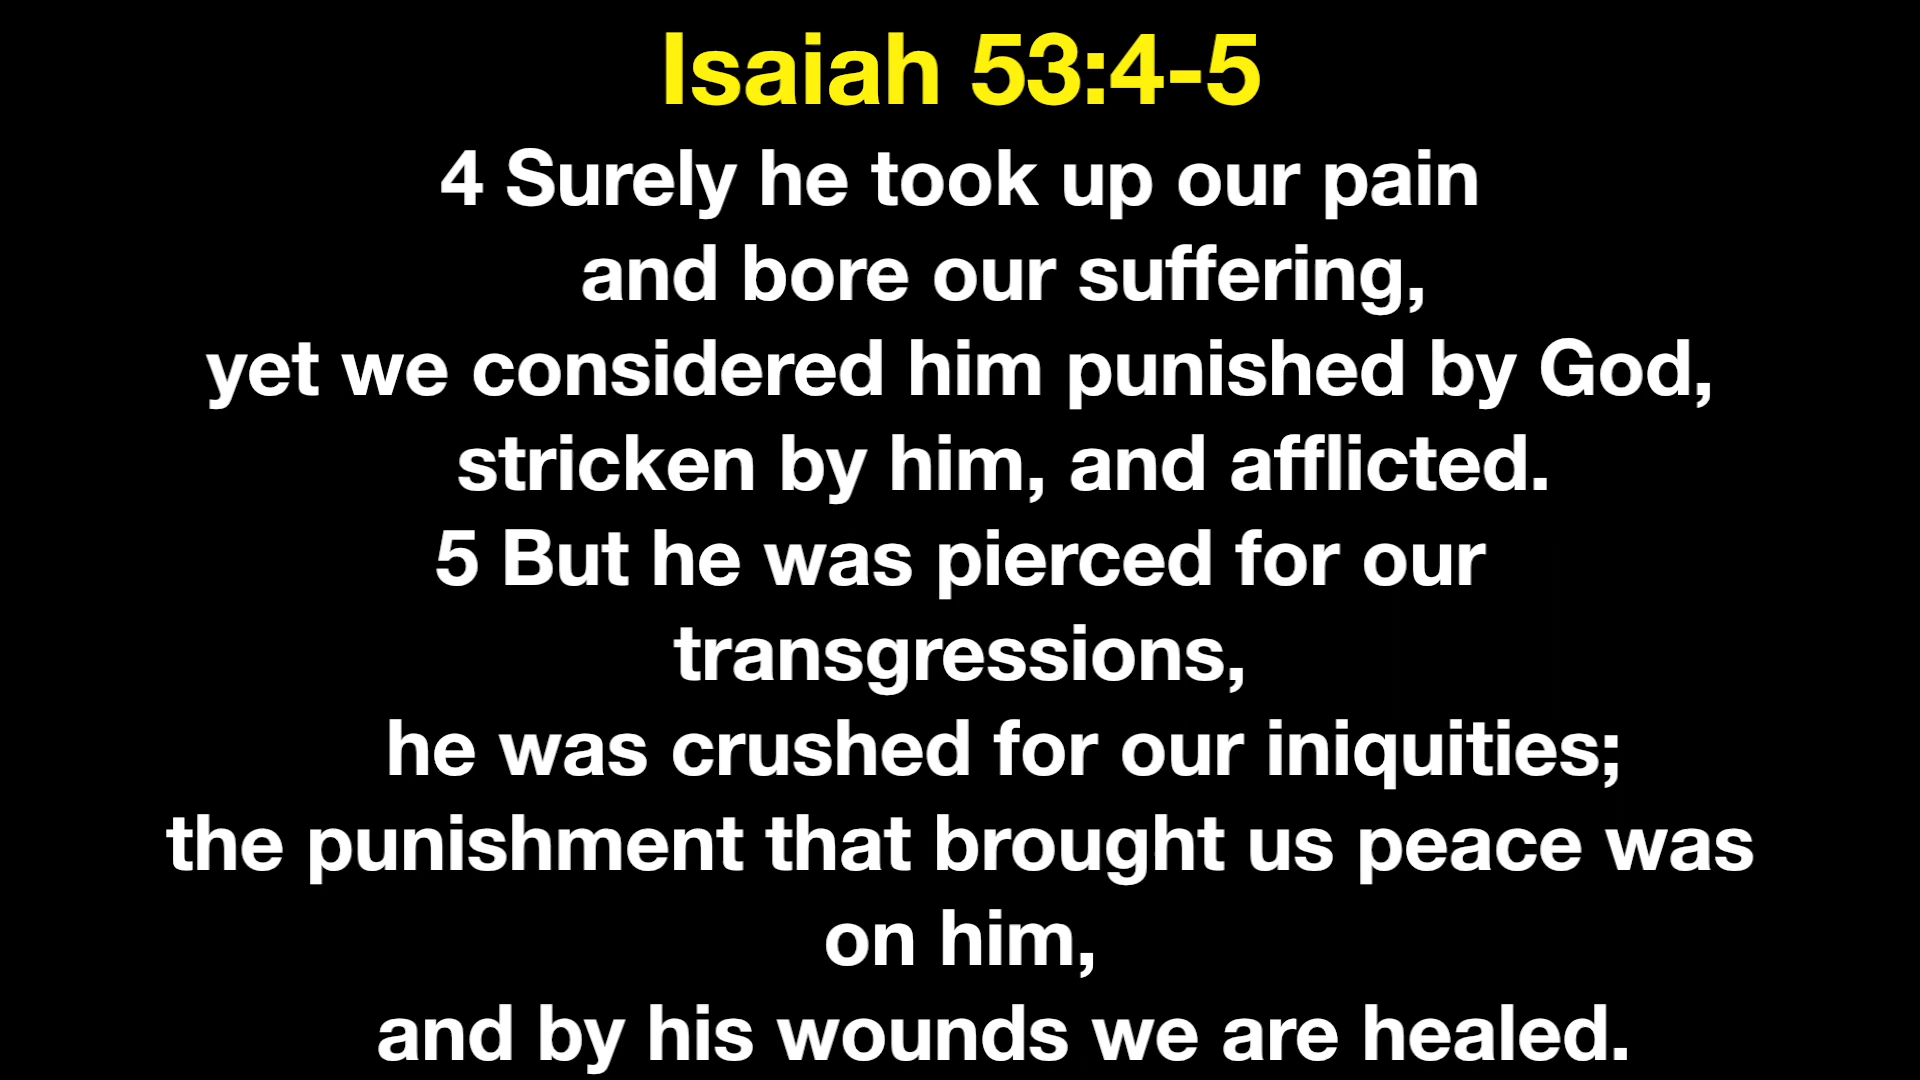 Isaiah 53:4-5
4 Surely he took up our pain
and bore our suffering,
yet we considered him punished by God,
stricken by him, and afflicted.
5 But he was pierced for our
transgressions,
he was crushed for our iniquities;
the punishment that brought us peace was
on him,
and by his wounds we are healed.